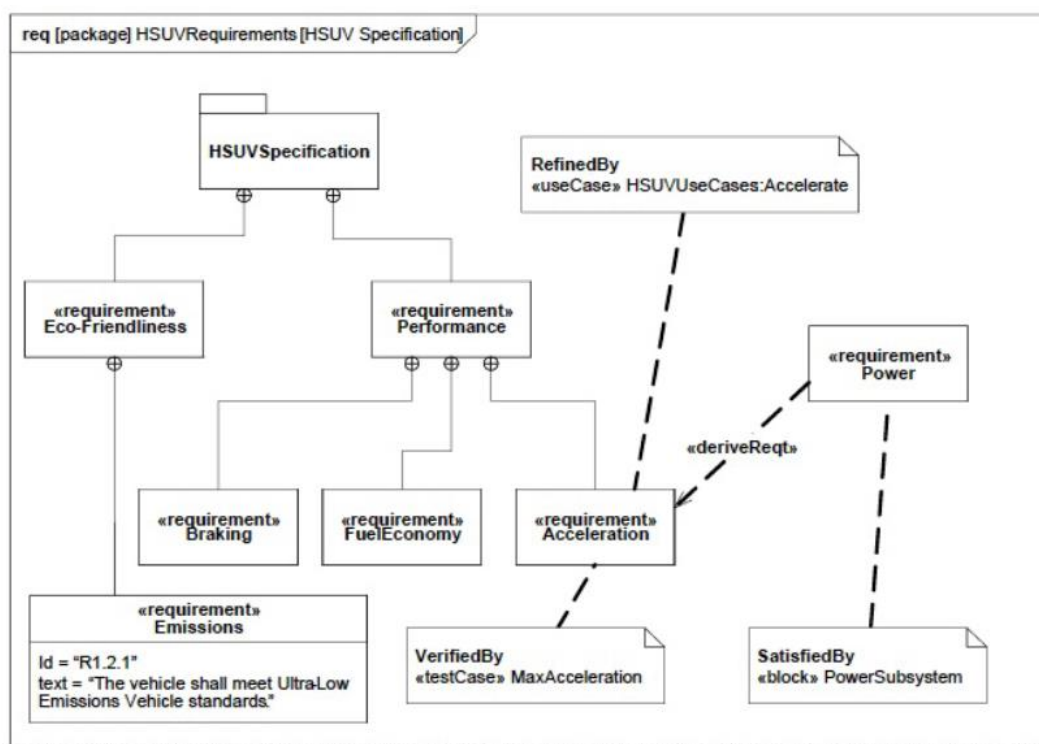 req [package] HSUVRequirements [HSUV Specification]
HSUVSpecification
RefinedBy
«useCase» HSUVUseCases:Accelerate
«requirement»
Eco-Friendliness
«requirement»
Performance
«requirement»
Power
«deriveReqt»
«requirement»
Braking
«requirement»
FuelEconomy
«requirement»
Acceleration
«requirement»
Emissions
Id = “R1.2.1”
text = “The vehicle shall meet Ultra-Low
Emissions Vehicle standards.”
VerifiedBy
«testCase» MaxAcceleration
SatisfiedBy
«block» PowerSubsystem